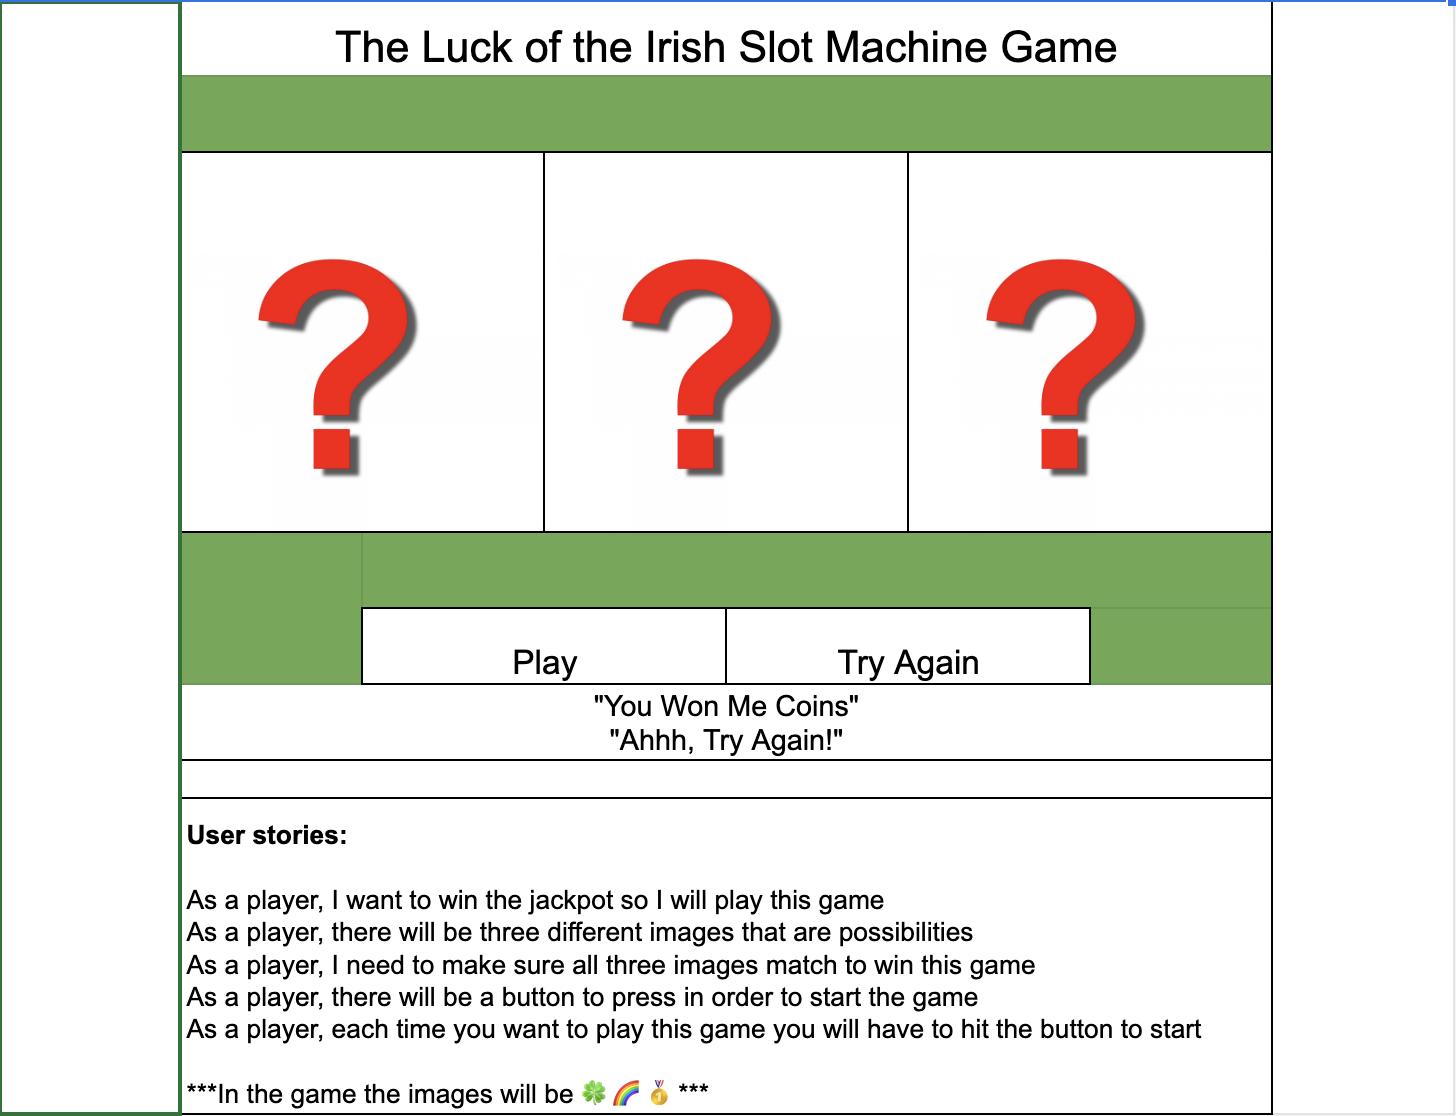 The Luck of the Irish Slot Machine Game
? ? ?
Play Try Again
"You Won Me Coins"
"Ahhh, Try Again!"
User stories:
As a player, I want to win the jackpot so I will play this game
As a player, there will be three different images that are possibilities
As a player, I need to make sure all three images match to win this game
As a player, there will be a button to press in order to start the game
As a player, each time you want to play this game you will have to hit the button to start
***In the game the images will be 🍀🌈🏅***